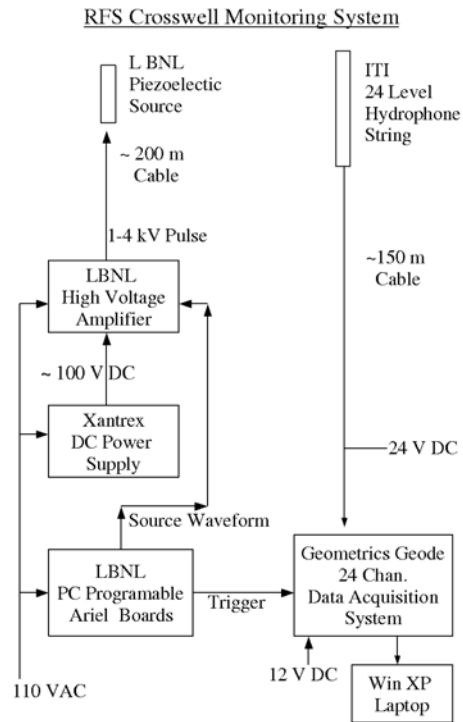 RFS Crosswell Monitoring System
L BNL
Piezoelectic
Source
ITI
24 Level
Hydrophone
String
~ 200 m
Cable
1-4 kV Pulse
~150 m
Cable
LBNL
High Voltage
Amplifier
~ 100 V DC
Xantrex
DC Power
Supply
24 V DC
Source Waveform
LBNL
PC Programable
Ariel Boards
Trigger
Geometrics Geode
24 Chan.
Data Acquisition
System
12 V DC
110 VAC
Win XP
Laptop